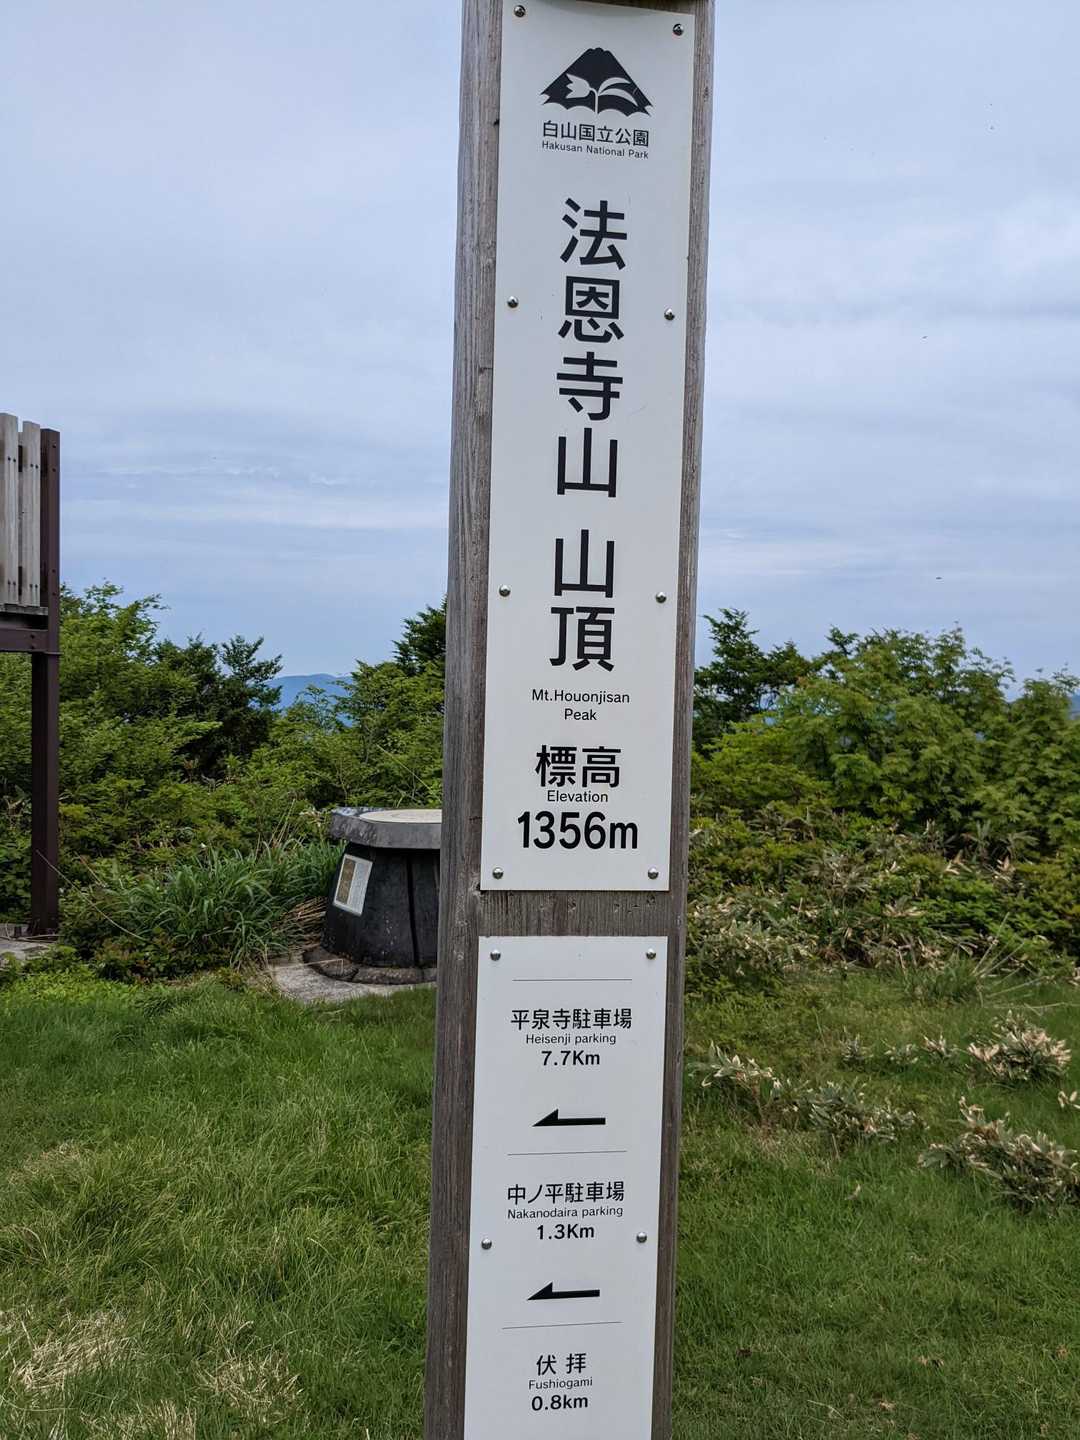 白山国立公園
Hakusan National Park
法恩寺山 山頂
Mt.Houonjisan
Peak
標高
Elevation
1356m
平泉寺駐車場
Heisenji parking
7.7Km
中ノ平駐車場
Nakanodaira parking
1.3Km
伏拝
Fushiogami
0.8km